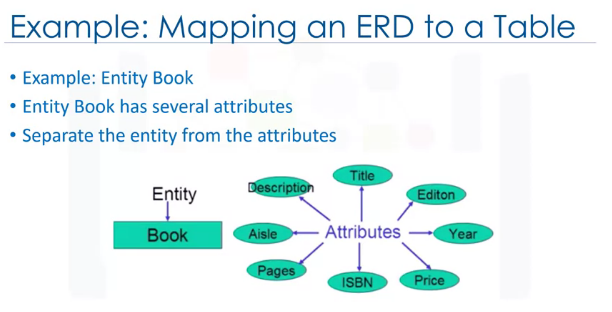 Example: Mapping an ERD to a Table
• Example: Entity Book
• Entity Book has several attributes
• Separate the entity from the attributes
Entity
Book
Title
Description
Editon
Aisle
Attributes
Year
Pages
ISBN
Price